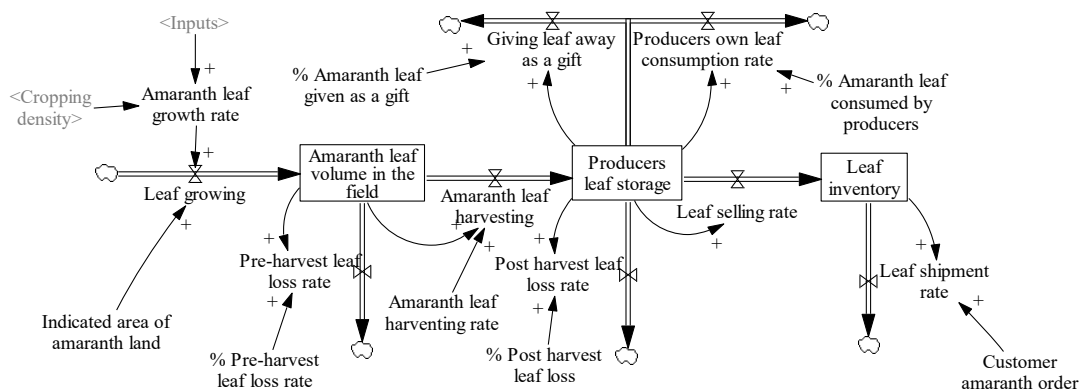 <Inputs>
<Cropping
density>
Amaranth leaf
growth rate
+
+
+
Leaf growing
+
Indicated area of
amaranth land
Amaranth leaf
volume in the
field
+
Pre-harvest leaf
loss rate
+
% Pre-harvest
leaf loss rate
Amaranth leaf
harvesting
+
+
Amaranth leaf
harvesting rate
Giving leaf away
as a gift
+
+
% Amaranth leaf
given as a gift
Producers own leaf
consumption rate
+
+
% Amaranth leaf
consumed by
producers
Producers
leaf storage
+
Post harvest leaf
loss rate
+
% Post harvest
leaf loss
Leaf selling rate
+
Leaf
inventory
+
Leaf shipment
rate
+
Customer
amaranth order